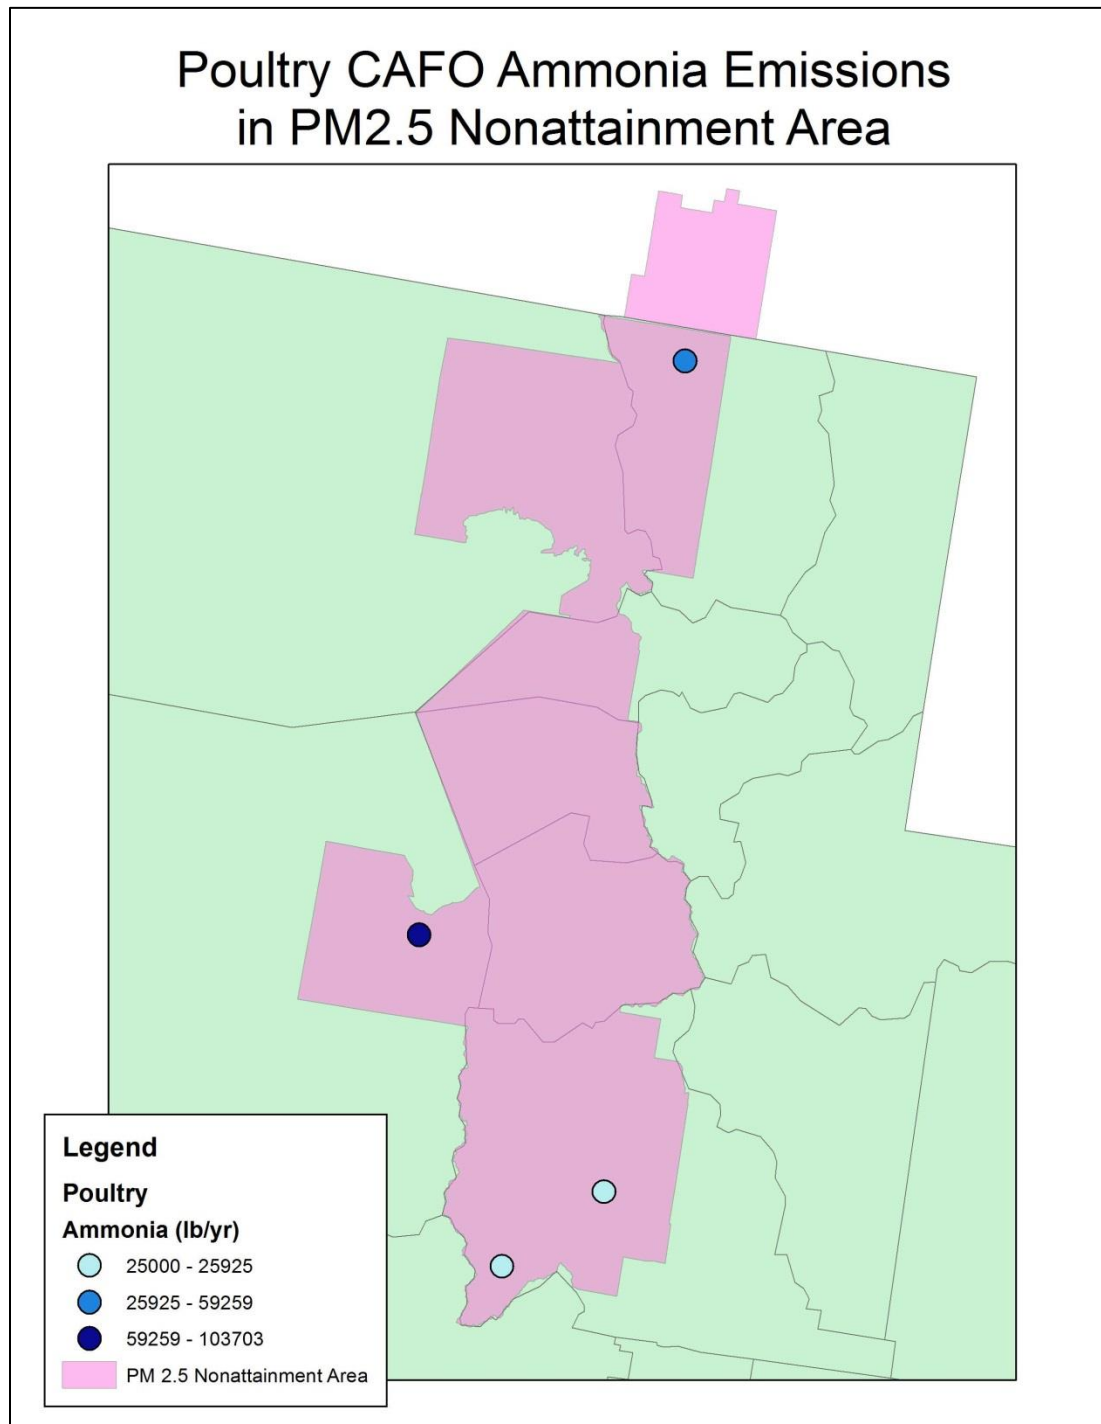 Poultry CAFO Ammonia Emissions
in PM2.5 Nonattainment Area
Legend
Poultry
Ammonia (lb/yr)
25000 - 25925
25925 - 59259
59259 - 103703
PM 2.5 Nonattainment Area